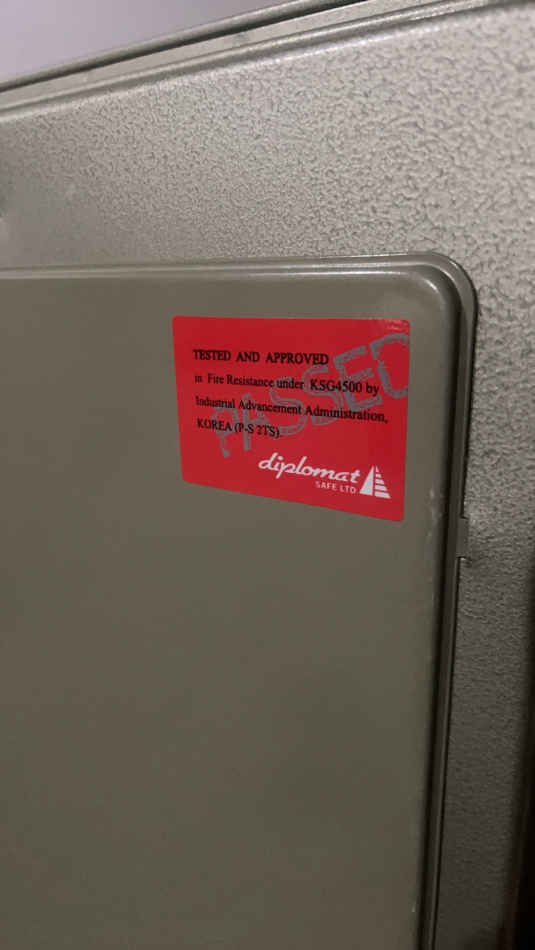 TESTED AND APPROVED
in Fire Resistance under KSG4500 by
Industrial Advancement Administration,
KOREA (P-S 2TS).
PASSED
diplomat
SAFE LTD